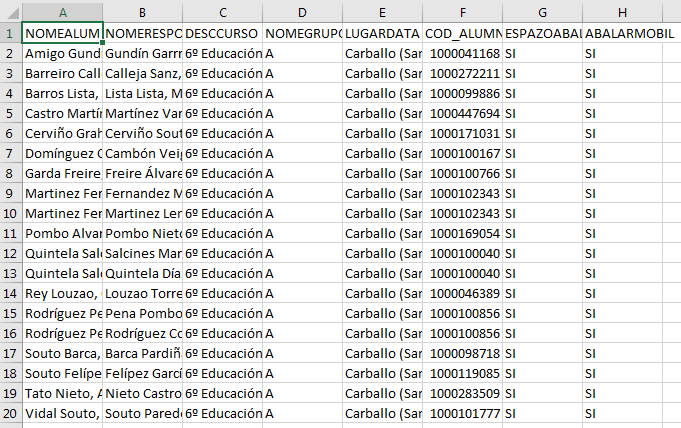 A B C D E F G H
1 NOMEALUM NOMERESPO DESCCURSO NOMEGRUPO LUGARDATA COD_ALUMN ESPAZOABAL ABALARMOBIL
2 Amigo Gund Gundín Garr 6º Educación A Carballo (Sar 1000041168 SI SI
3 Barreiro Call Calleja Sanz, 6º Educación A Carballo (Sar 1000272211 SI SI
4 Barros Lista, Lista Lista, M 6º Educación A Carballo (Sar 1000099886 SI SI
5 Castro Martí Martínez Var 6º Educación A Carballo (Sar 1000447694 SI SI
6 Cerviño Grah Cerviño Sout 6º Educación A Carballo (Sar 1000171031 SI SI
7 Domínguez C Cambón Veig 6º Educación A Carballo (Sar 1000100167 SI SI
8 Garda Freire Freire Álvare 6º Educación A Carballo (Sar 1000100766 SI SI
9 Martinez Fer Fernandez M 6º Educación A Carballo (Sar 1000102343 SI SI
10 Martinez Fer Martinez Ler 6º Educación A Carballo (Sar 1000102343 SI SI
11 Pombo Alvar Pombo Nieto 6º Educación A Carballo (Sar 1000169054 SI SI
12 Quintela Salc Salcines Mar 6º Educación A Carballo (Sar 1000100040 SI SI
13 Quintela Salc Quintela Día 6º Educación A Carballo (Sar 1000100040 SI SI
14 Rey Louzao, Louzao Torre 6º Educación A Carballo (Sar 1000046389 SI SI
15 Rodríguez Pe Pena Pombo 6º Educación A Carballo (Sar 1000100856 SI SI
16 Rodríguez Pe Rodríguez Co 6º Educación A Carballo (Sar 1000100856 SI SI
17 Souto Barca, Barca Pardiñ 6º Educación A Carballo (Sar 1000098718 SI SI
18 Souto Felípe Felípez Garcí 6º Educación A Carballo (Sar 1000119085 SI SI
19 Tato Nieto, A Nieto Castro 6º Educación A Carballo (Sar 1000283509 SI SI
20 Vidal Souto, Souto Pared 6º Educación A Carballo (Sar 1000101777 SI SI